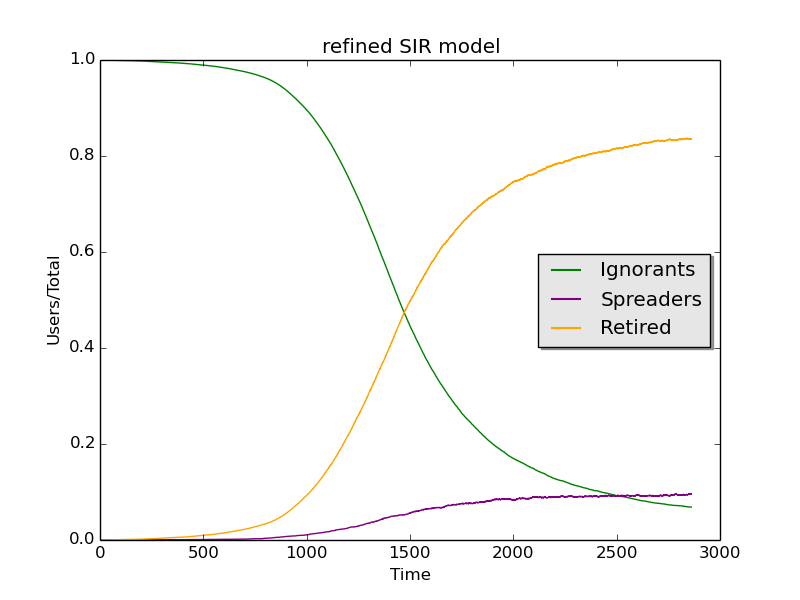 refined SIR model
1.0
0.8
0.6
0.4
0.2
0.0
Users/Total
Ignorants
Spreaders
Retired
0 500 1000 1500 2000 2500 3000
Time